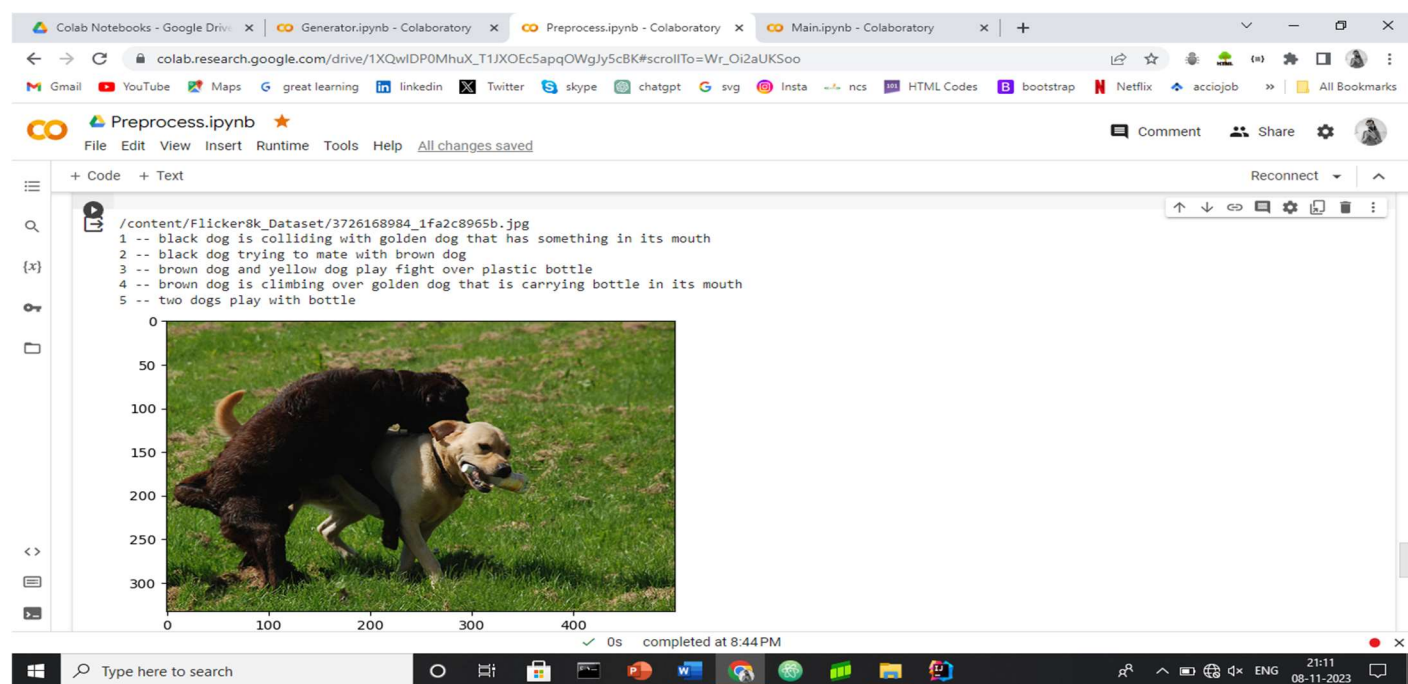 Colab Notebooks - Google Drive
Generator.ipynb - Colaboratory
Preprocess.ipynb - Colaboratory
Main.ipynb - Colaboratory
colab.research.google.com/drive/1XQwIDP0MhuX_T1JXOEc5apqOWgJy5cBK#scrollTo=Wr_Oi2aUKSoo
Gmail YouTube Maps great learning linkedin Twitter skype chatgpt svg Insta ncs HTML Codes bootstrap Netflix acciojob » All Bookmarks
Preprocess.ipynb
Comment Share
File Edit View Insert Runtime Tools Help All changes saved
+ Code + Text Reconnect
/content/Flicker8k_Dataset/3726168984_1fa2c8965b.jpg
1 -- black dog is colliding with golden dog that has something in its mouth
2 -- black dog trying to mate with brown dog
3 -- brown dog and yellow dog play fight over plastic bottle
4 -- brown dog is climbing over golden dog that is carrying bottle in its mouth
5 -- two dogs play with bottle
0
50
100
150
200
250
300
0 100 200 300 400
0s completed at 8:44 PM
Type here to search
ENG
21:11
08-11-2023